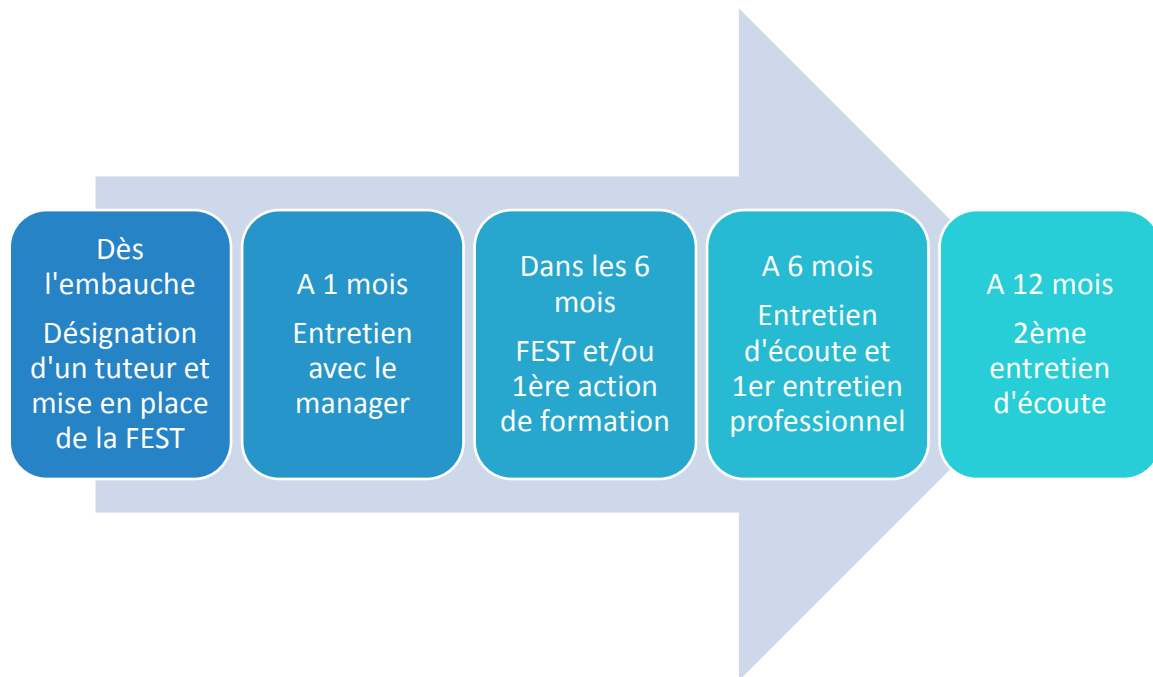 Dès
l'embauche
Désignation
d'un tuteur et
mise en place
de la FEST
A 1 mois
Entretien
avec le
manager
Dans les 6
mois
FEST et/ou
1ère action
de formation
A 6 mois
Entretien
d'écoute et
1er entretien
professionnel
A 12 mois
2ème
entretien
d'écoute